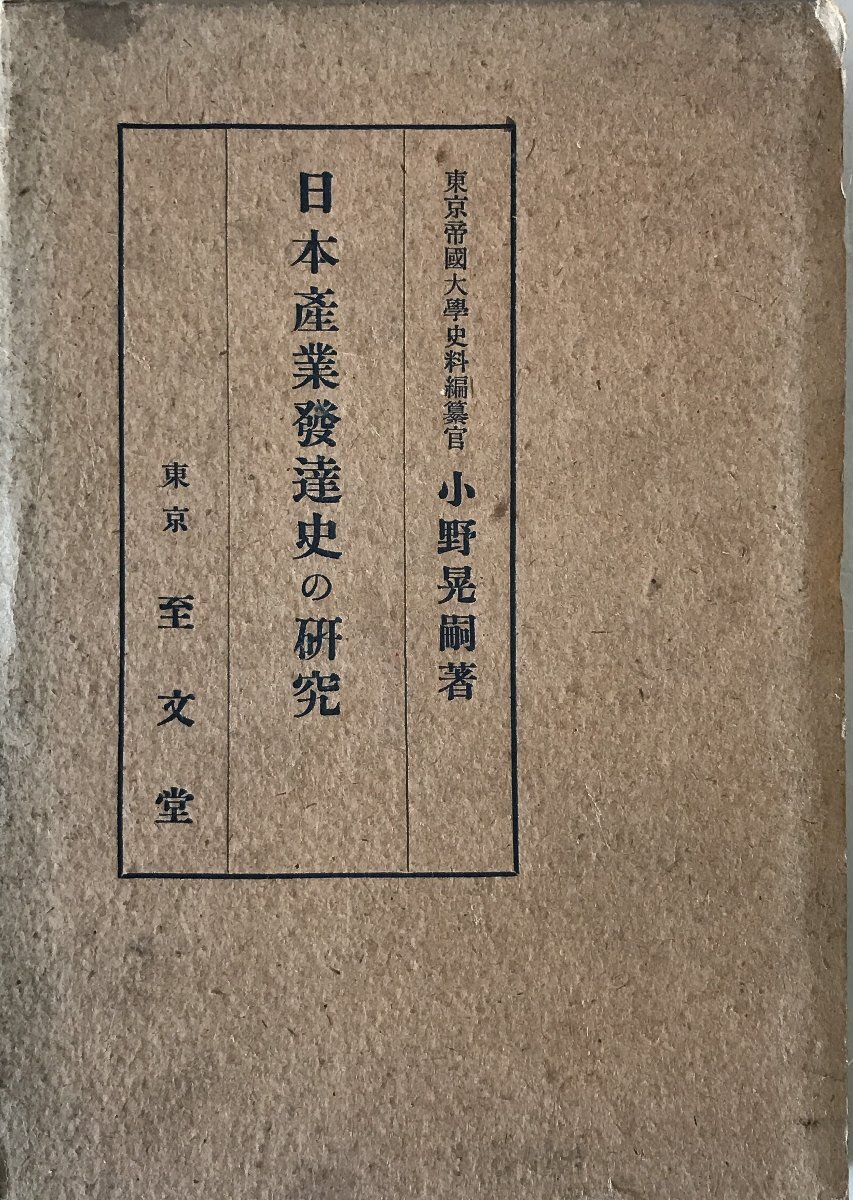 東京帝國大學史料編纂官 小野晃嗣著
日本產業發達史の研究
東京 至文堂